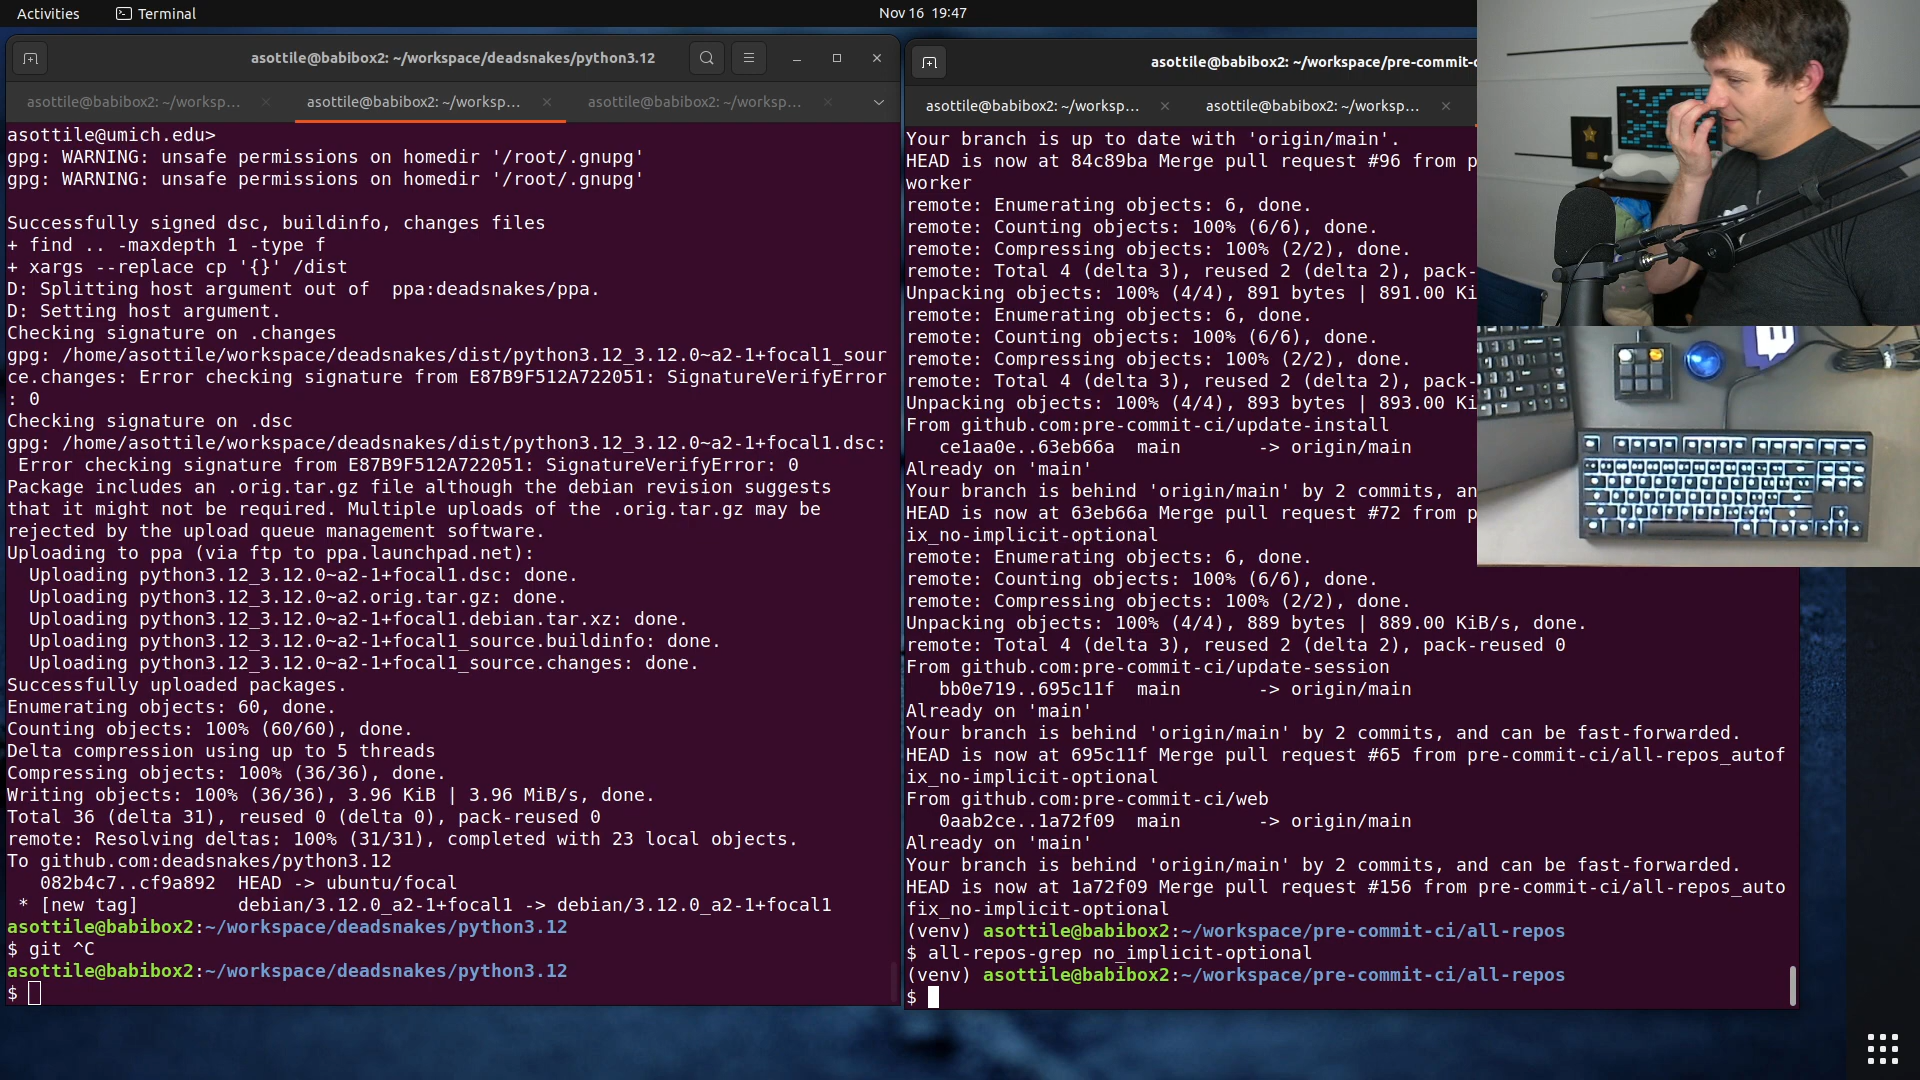 Activities
Terminal
Nov 16 19:47
asottile@babibox2: ~/workspace/deadsnakes/python3.12
asottile@babibox2: ~/worksp...
asottile@babibox2: ~/worksp...
asottile@babibox2: ~/worksp...
asottile@umich.edu>
gpg: WARNING: unsafe permissions on homedir '/root/.gnupg'
gpg: WARNING: unsafe permissions on homedir '/root/.gnupg'
Successfully signed dsc, buildinfo, changes files
+ find .. -maxdepth 1 -type f
+ xargs --replace cp '{}' /dist
D: Splitting host argument out of  ppa:deadsnakes/ppa.
D: Setting host argument.
Checking signature on .changes
gpg: /home/asottile/workspace/deadsnakes/dist/python3.12_3.12.0~a2-1+focal1_sour
ce.changes: Error checking signature from E87B9F512A722051: SignatureVerifyError
: 0
Checking signature on .dsc
gpg: /home/asottile/workspace/deadsnakes/dist/python3.12_3.12.0~a2-1+focal1.dsc:
 Error checking signature from E87B9F512A722051: SignatureVerifyError: 0
Package includes an .orig.tar.gz file although the debian revision suggests
that it might not be required. Multiple uploads of the .orig.tar.gz may be
rejected by the upload queue management software.
Uploading to ppa (via ftp to ppa.launchpad.net):
  Uploading python3.12_3.12.0~a2-1+focal1.dsc: done.
  Uploading python3.12_3.12.0~a2.orig.tar.gz: done.
  Uploading python3.12_3.12.0~a2-1+focal1.debian.tar.xz: done.
  Uploading python3.12_3.12.0~a2-1+focal1_source.buildinfo: done.
  Uploading python3.12_3.12.0~a2-1+focal1_source.changes: done.
Successfully uploaded packages.
Enumerating objects: 60, done.
Counting objects: 100% (60/60), done.
Delta compression using up to 5 threads
Compressing objects: 100% (36/36), done.
Writing objects: 100% (36/36), 3.96 KiB | 3.96 MiB/s, done.
Total 36 (delta 31), reused 0 (delta 0), pack-reused 0
remote: Resolving deltas: 100% (31/31), completed with 23 local objects.
To github.com:deadsnakes/python3.12
   082b4c7..cf9a892  HEAD -> ubuntu/focal
 * [new tag]         debian/3.12.0_a2-1+focal1 -> debian/3.12.0_a2-1+focal1
asottile@babibox2:~/workspace/deadsnakes/python3.12
$ git ^C
asottile@babibox2:~/workspace/deadsnakes/python3.12
$
asottile@babibox2: ~/workspace/pre-commit-c
asottile@babibox2: ~/worksp...
asottile@babibox2: ~/worksp...
Your branch is up to date with 'origin/main'.
HEAD is now at 84c89ba Merge pull request #96 from p
worker
remote: Enumerating objects: 6, done.
remote: Counting objects: 100% (6/6), done.
remote: Compressing objects: 100% (2/2), done.
remote: Total 4 (delta 3), reused 2 (delta 2), pack-
Unpacking objects: 100% (4/4), 891 bytes | 891.00 Ki
remote: Enumerating objects: 6, done.
remote: Counting objects: 100% (6/6), done.
remote: Compressing objects: 100% (2/2), done.
remote: Total 4 (delta 3), reused 2 (delta 2), pack-
Unpacking objects: 100% (4/4), 893 bytes | 893.00 Ki
From github.com:pre-commit-ci/update-install
   ce1aa0e..63eb66a  main       -> origin/main
Already on 'main'
Your branch is behind 'origin/main' by 2 commits, an
HEAD is now at 63eb66a Merge pull request #72 from p
ix_no-implicit-optional
remote: Enumerating objects: 6, done.
remote: Counting objects: 100% (6/6), done.
remote: Compressing objects: 100% (2/2), done.
Unpacking objects: 100% (4/4), 889 bytes | 889.00 KiB/s, done.
remote: Total 4 (delta 3), reused 2 (delta 2), pack-reused 0
From github.com:pre-commit-ci/update-session
   bb0e719..695c11f  main       -> origin/main
Already on 'main'
Your branch is behind 'origin/main' by 2 commits, and can be fast-forwarded.
HEAD is now at 695c11f Merge pull request #65 from pre-commit-ci/all-repos_autof
ix_no-implicit-optional
From github.com:pre-commit-ci/web
   0aab2ce..1a72f09  main       -> origin/main
Already on 'main'
Your branch is behind 'origin/main' by 2 commits, and can be fast-forwarded.
HEAD is now at 1a72f09 Merge pull request #156 from pre-commit-ci/all-repos_auto
fix_no-implicit-optional
(venv) asottile@babibox2:~/workspace/pre-commit-ci/all-repos
$ all-repos-grep no_implicit-optional
(venv) asottile@babibox2:~/workspace/pre-commit-ci/all-repos
$